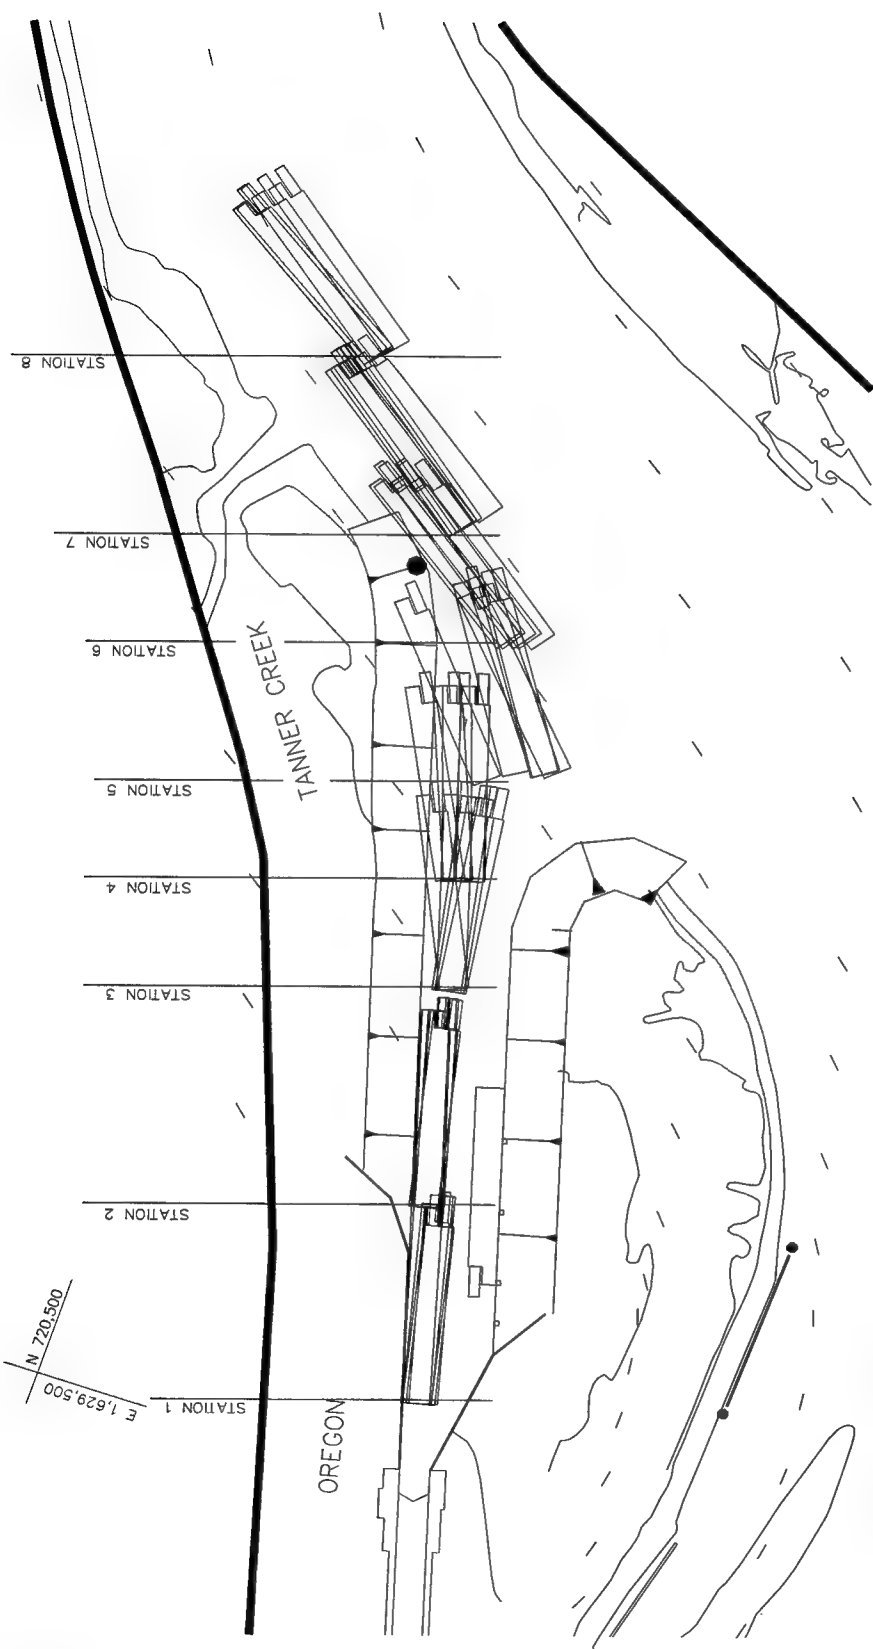 STATION 8
STATION 7
STATION 6
TANNER CREEK
STATION 5
STATION 4
STATION 3
STATION 2
N 720,500
E 1,629,500
STATION 1
OREGON